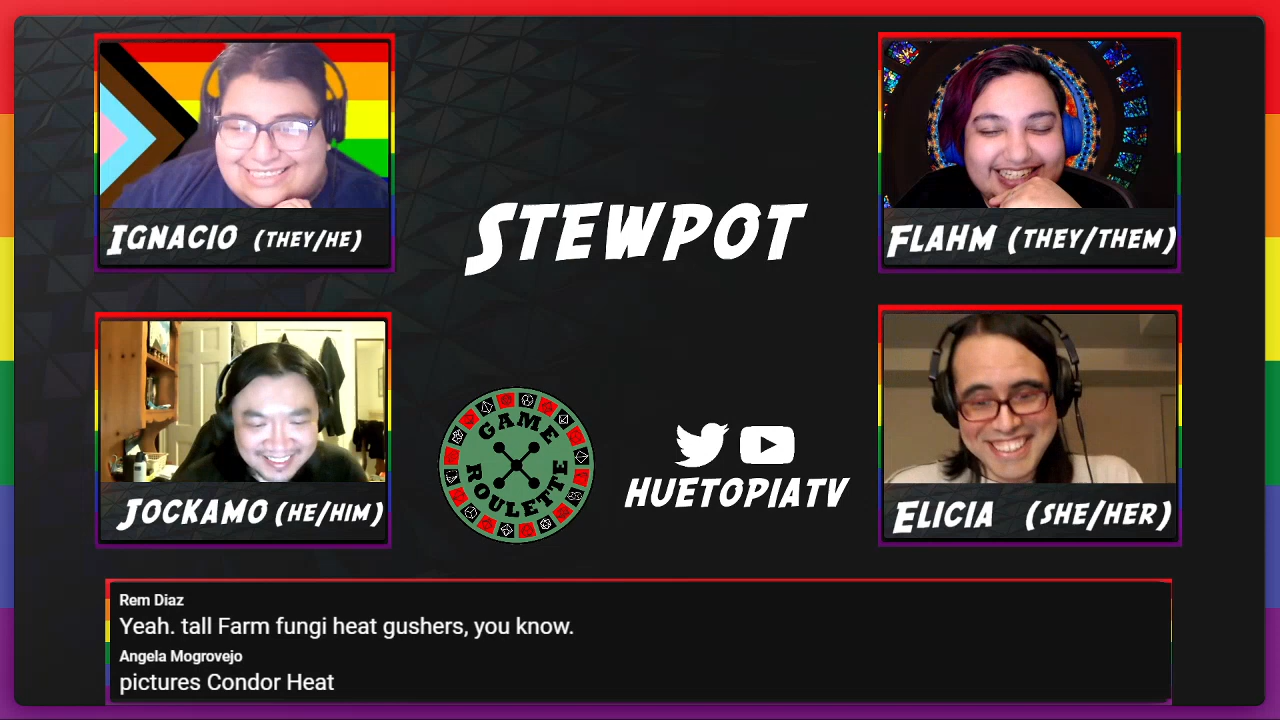 IGNACIO (THEY/HE)
STEWPOT
FLAHM (THEY/THEM)
JOCKAMO (HE/HIM)
GAME
ROULETTE
HUETOPIATV
ELICIA (SHE/HER)
Rem Diaz
Yeah. tall Farm fungi heat gushers, you know.
Angela Mogrovejo
pictures Condor Heat